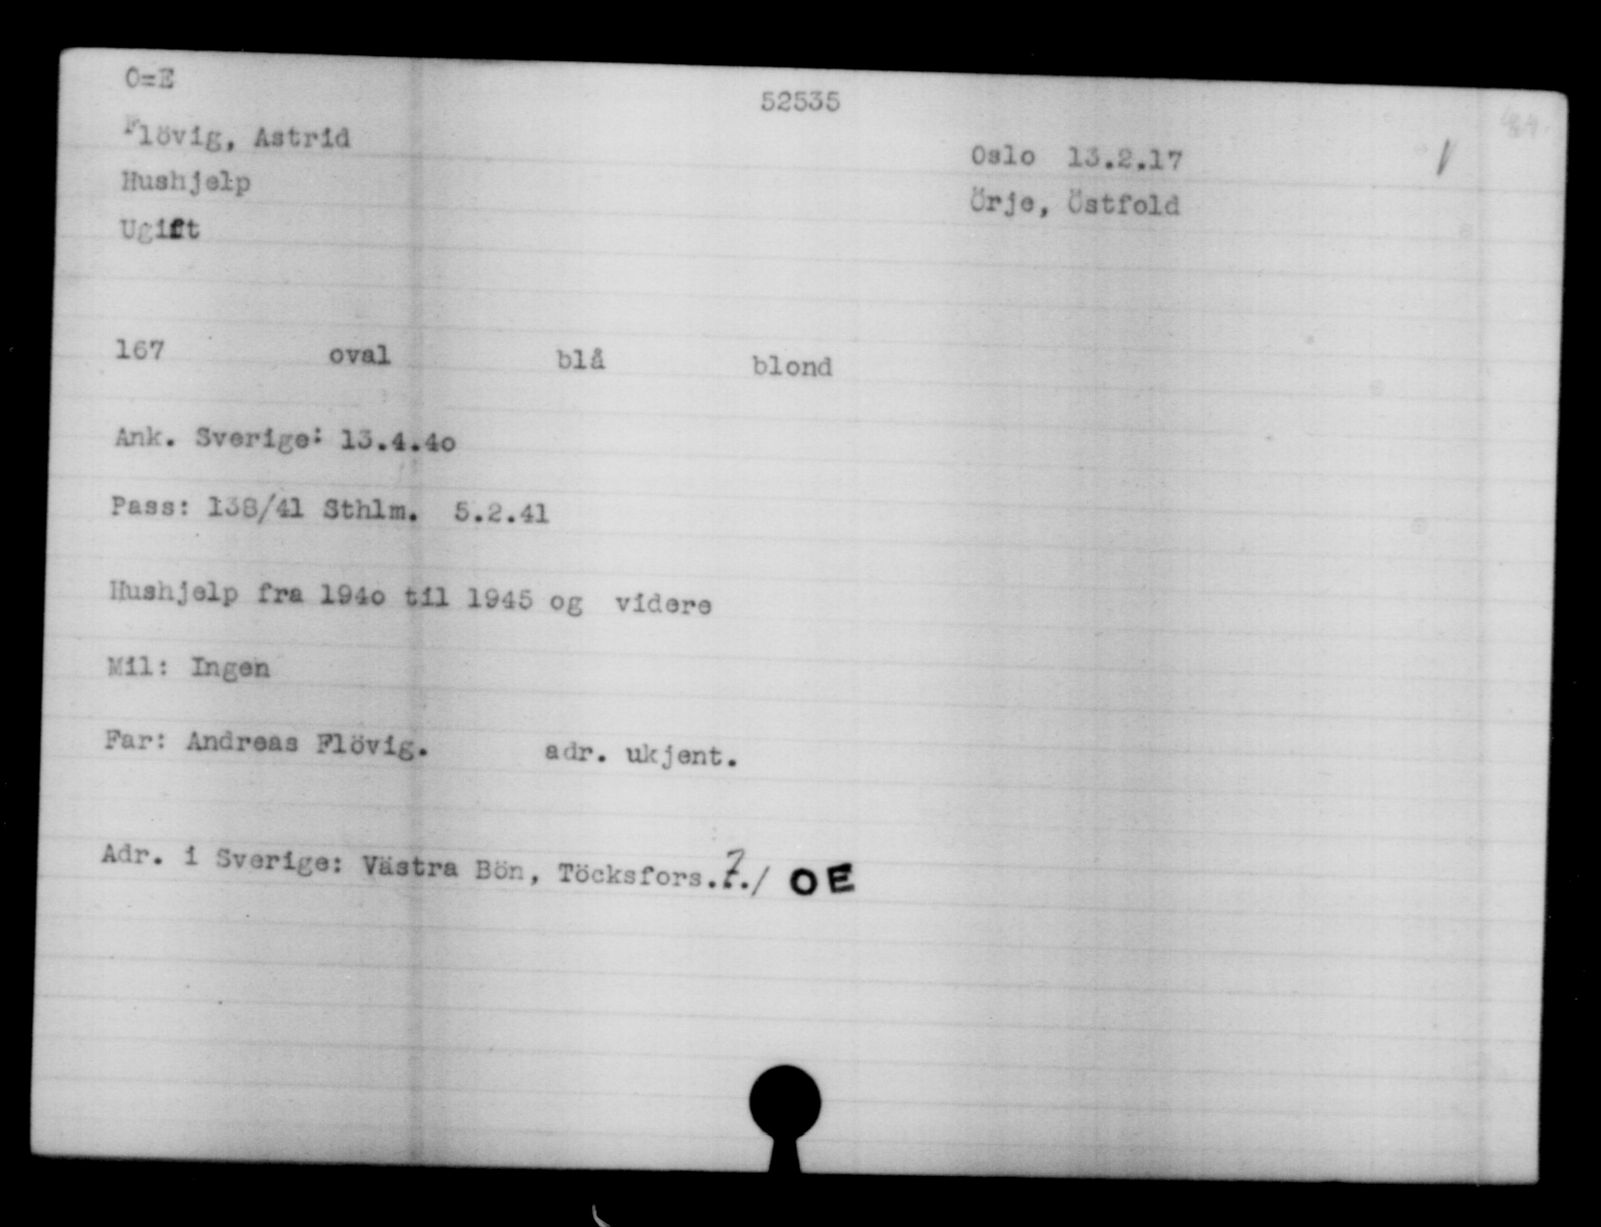 O=E
52535
Flövig, Astrid
Oslo 13.2.17
Hushjelp
Örje, Östfold
Ugift
167 oval blå blond
Ank. Sverige: 13.4.4o
Pass: 138/41 Sthlm. 5.2.41
Hushjelp fra 194o til 1945 og videre
Mil: Ingen
Far: Andreas Flövig. adr. ukjent.
Adr. i Sverige: Västra Bön, Töcksfors.?./ OE